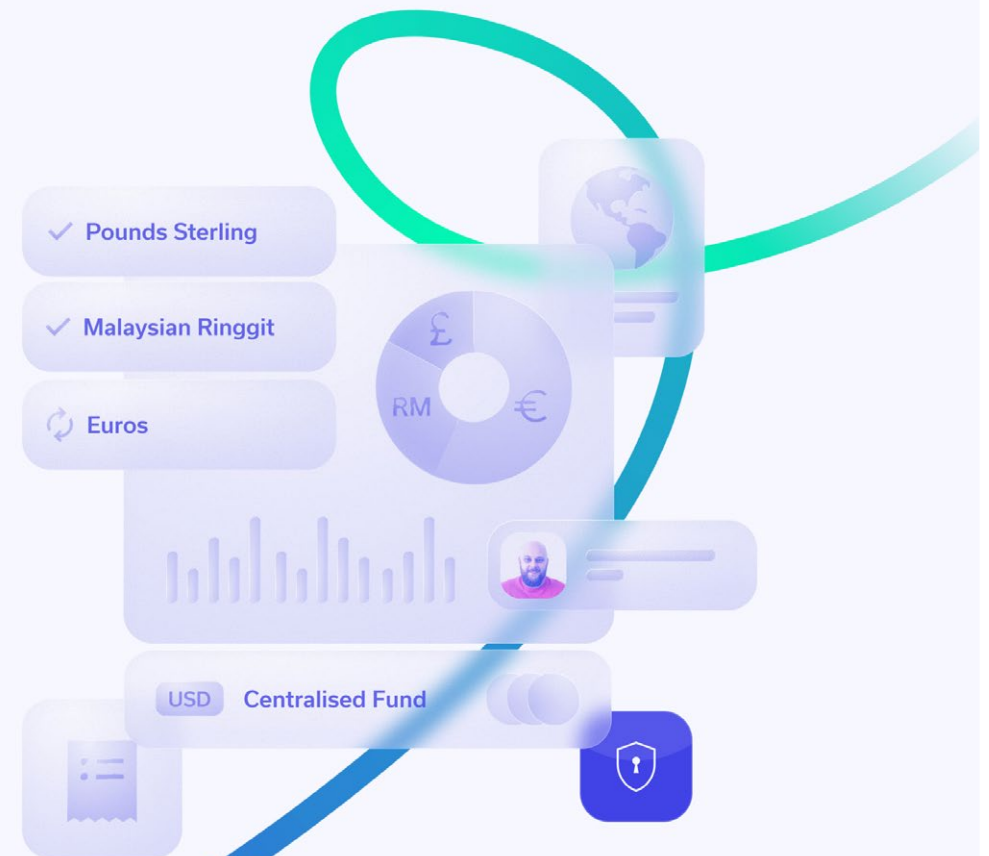 Pounds Sterling
Malaysian Ringgit
Euros
£
RM
€
USD Centralised Fund